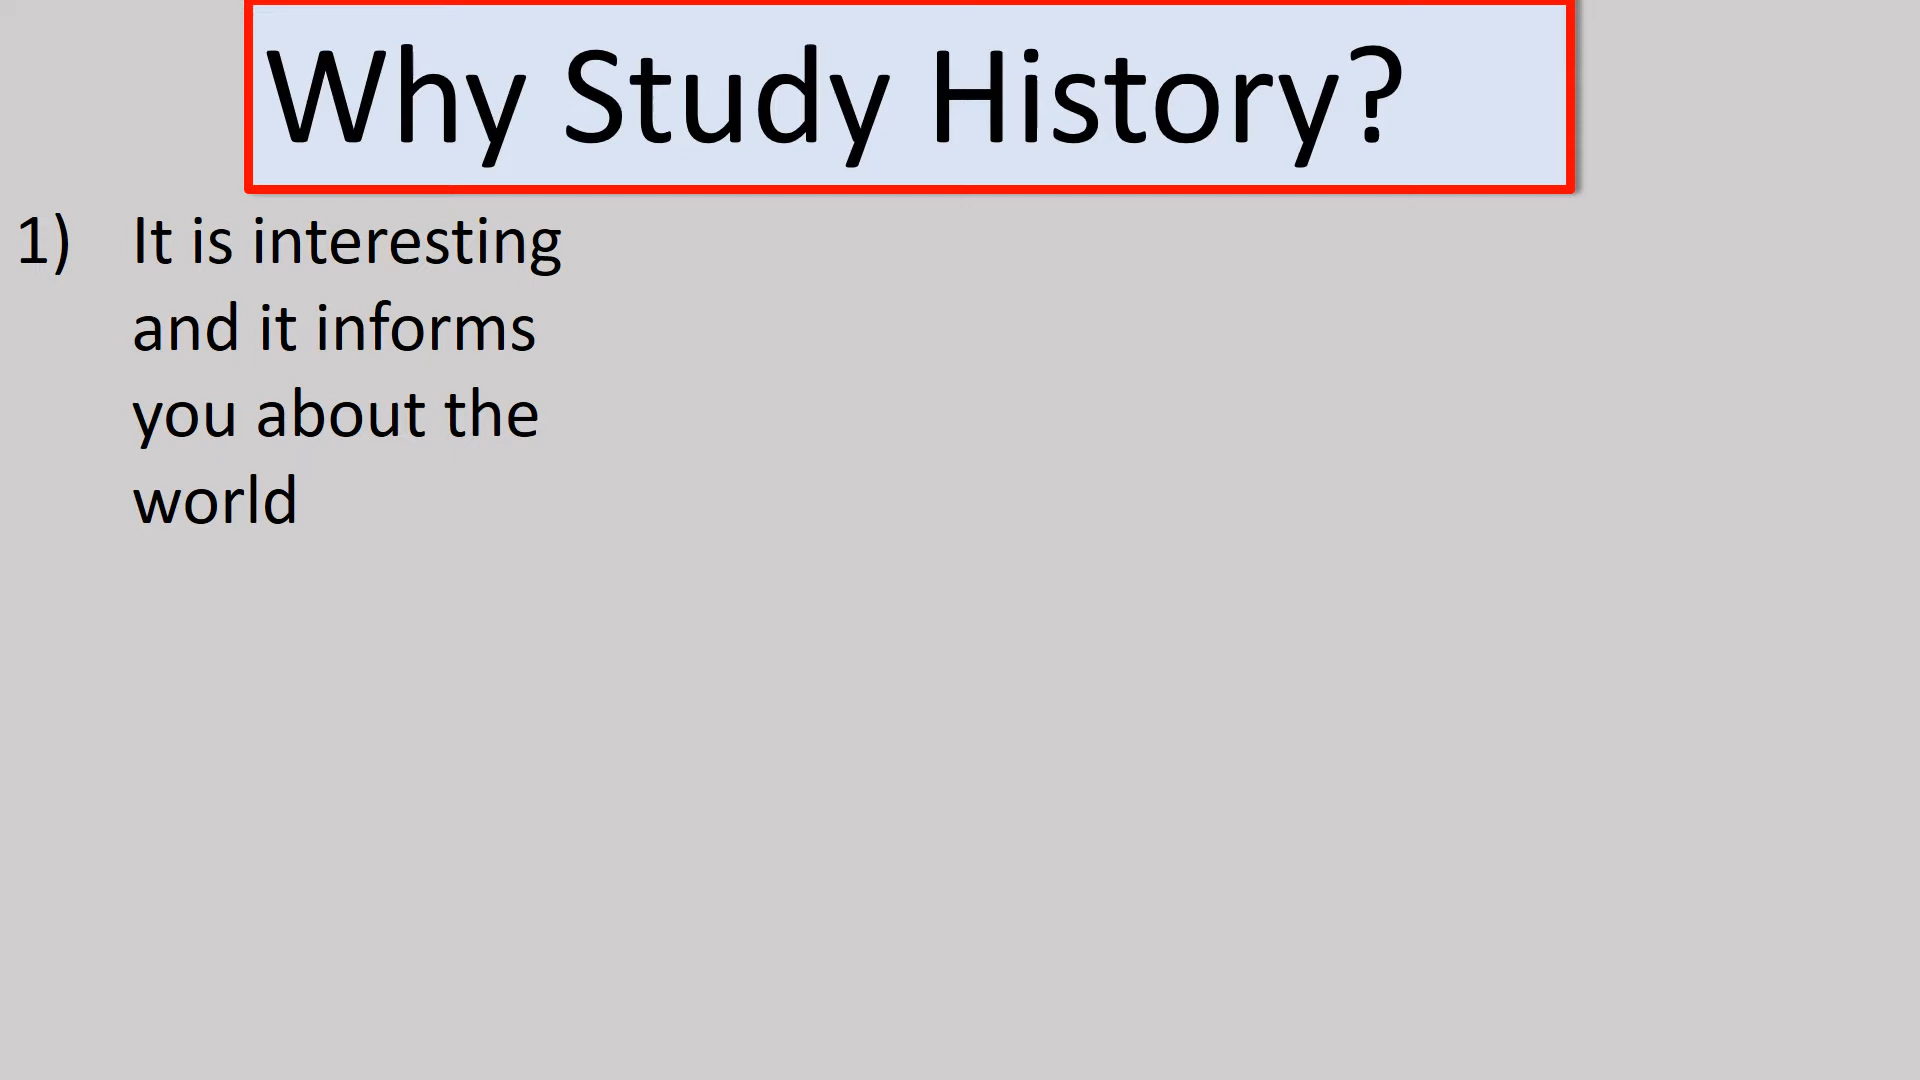 Why Study History?
1) It is interesting
and it informs
you about the
world